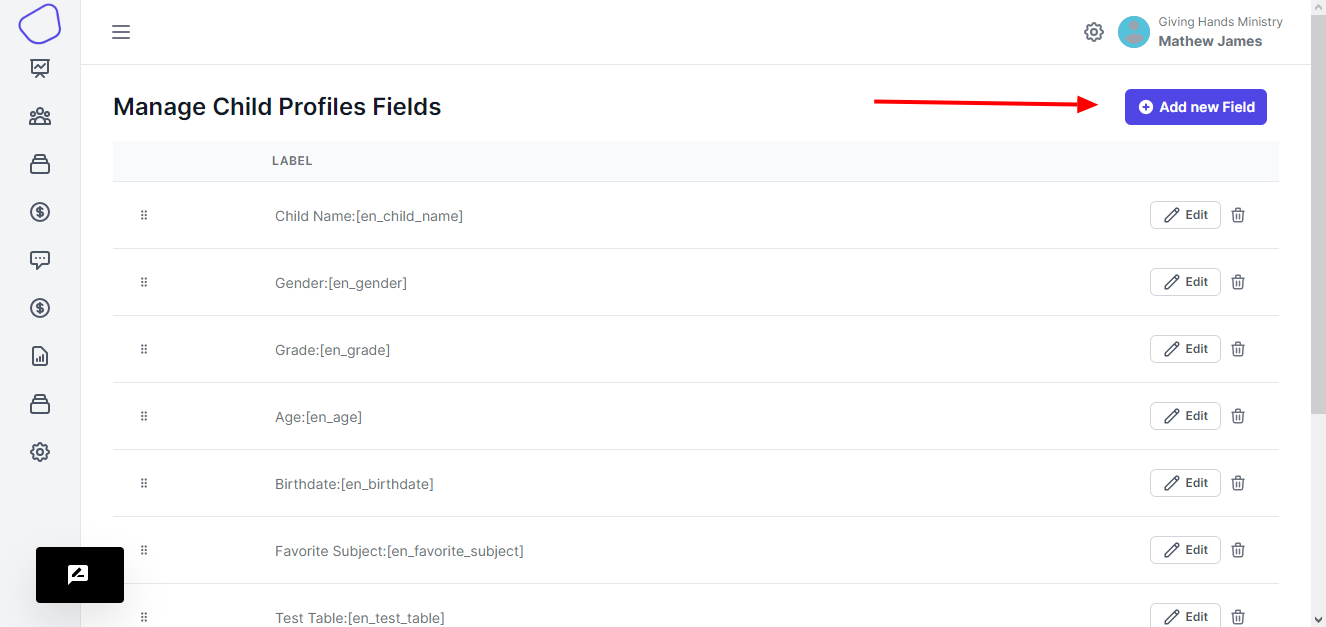 Giving Hands Ministry
Mathew James
Manage Child Profiles Fields
Add new Field
LABEL
Child Name:[en_child_name]
Edit
Gender:[en_gender]
Edit
Grade:[en_grade]
Edit
Age:[en_age]
Edit
Birthdate:[en_birthdate]
Edit
Favorite Subject:[en_favorite_subject]
Edit
Test Table:[en_test_table]
Edit